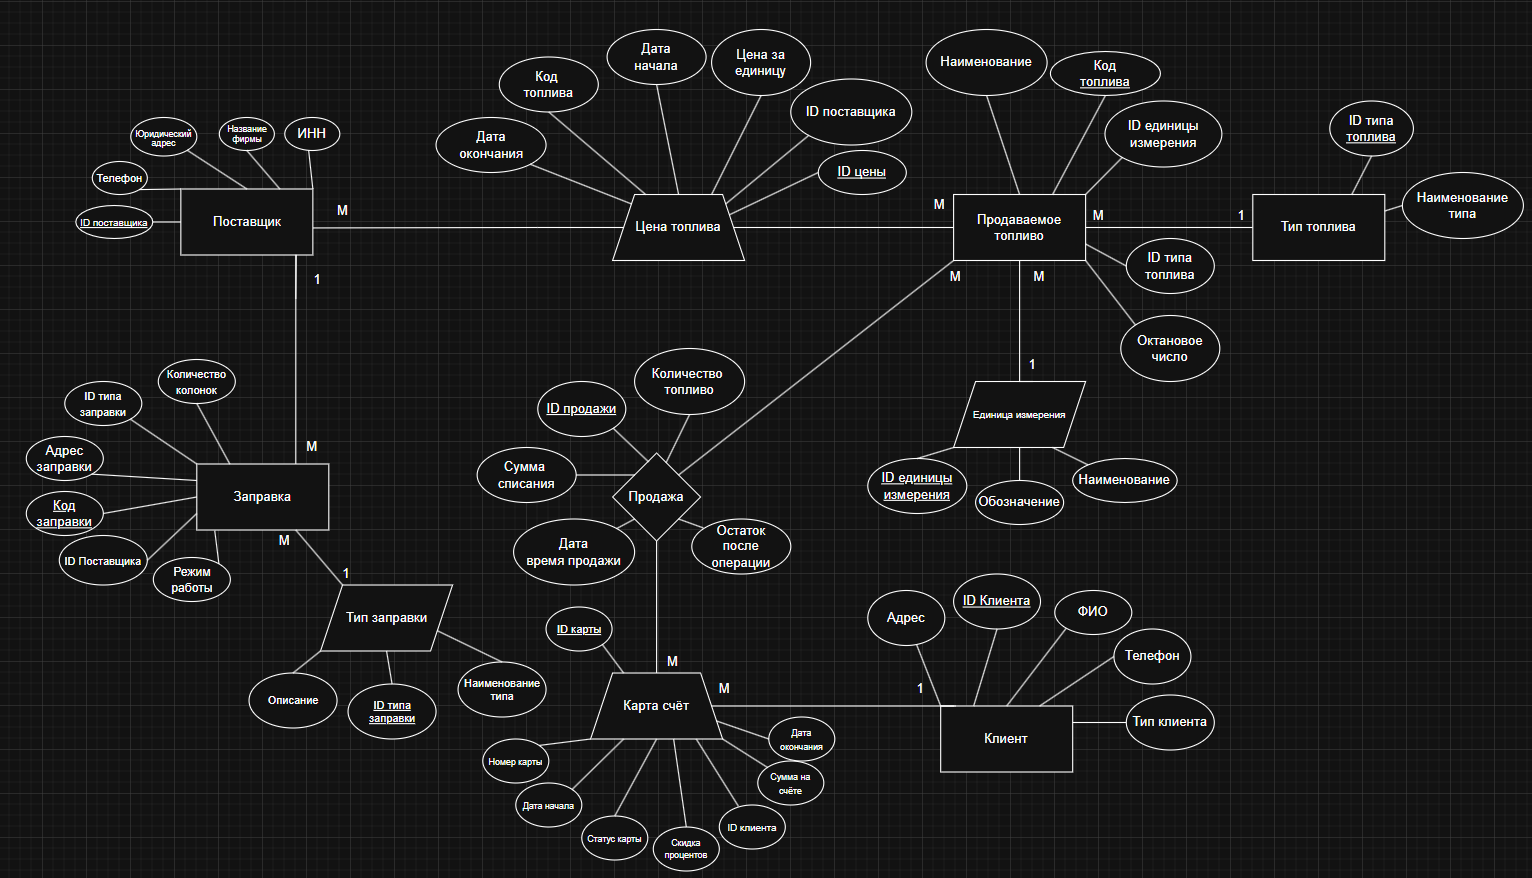 Дата
начала
Цена за
единицу
Код
топлива
ID поставщика
Дата
окончания
ID цены
Наименование
Код
топлива
ID единицы
измерения
ID типа
топлива
Наименование
типа
Юридический
адрес
Название
фирмы
ИНН
Телефон
ID поставщика
Поставщик
М
Цена топлива
М
Продаваемое
топливо
М
1
Тип топлива
ID типа
топлива
Октановое
число
1
М
М
1
Единица измерения
ID единицы
измерения
Обозначение
Наименование
Количество
колонок
ID типа
заправки
Адрес
заправки
Код
заправки
ID Поставщика
Режим
работы
М
Заправка
М
1
Тип заправки
Описание
ID типа
заправки
Наименование
типа
Количество
топливо
ID продажи
Сумма
списания
Продажа
Дата
время продажи
Остаток
после
операции
ID карты
М
Карта счёт
М
1
Адрес
ID Клиента
ФИО
Телефон
Тип клиента
Клиент
Номер карты
Дата начала
Статус карты
Скидка
процентов
ID клиента
Сумма на
счёте
Дата
окончания